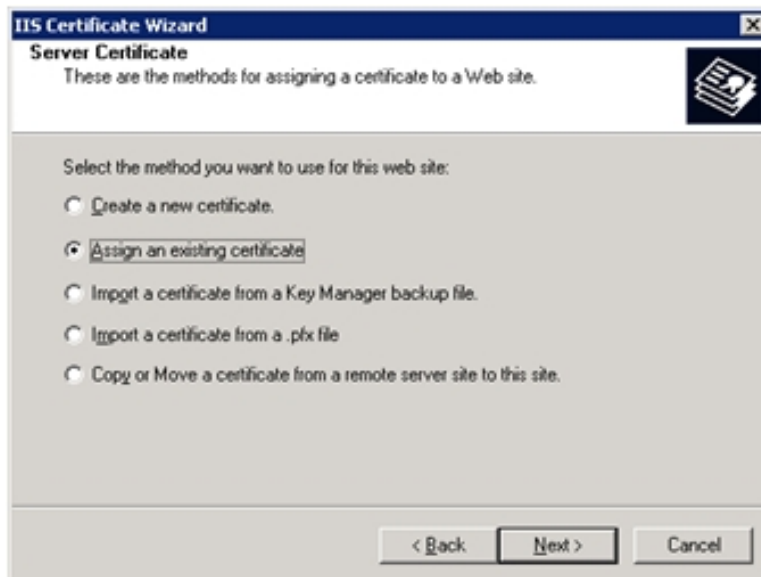 IIS Certificate Wizard
Server Certificate
These are the methods for assigning a certificate to a Web site.
Select the method you want to use for this web site:
Create a new certificate.
Assign an existing certificate
Import a certificate from a Key Manager backup file.
Import a certificate from a .pfx file
Copy or Move a certificate from a remote server site to this site.
< Back Next > Cancel